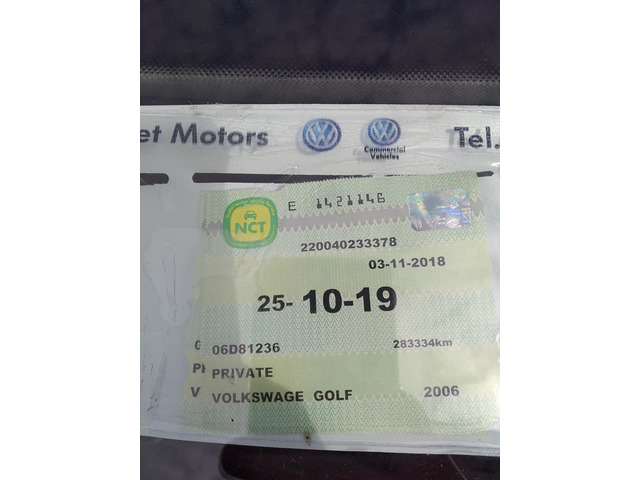 et Motors
Commercial
Vehicles
Tel.
E 1421146
NCT
220040233378
03-11-2018
25-10-19
06D81236 283334km
PRIVATE
V VOLKSWAGE GOLF 2006